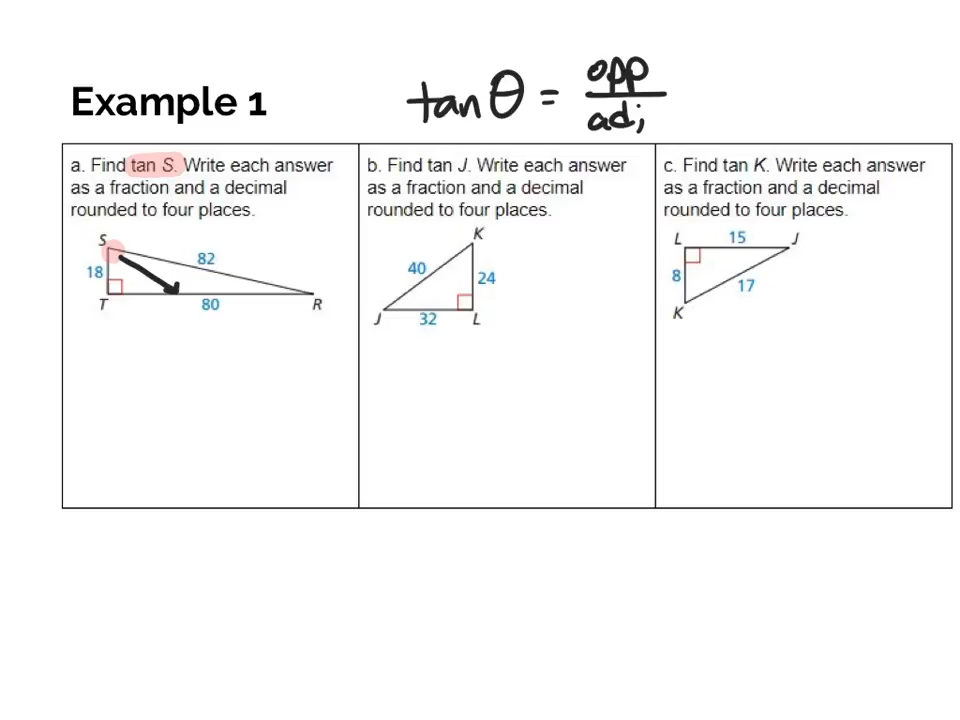 Example 1
tan θ = opp
adj
a. Find tan S. Write each answer
as a fraction and a decimal
rounded to four places.
S
82
18
T
80
R
b. Find tan J. Write each answer
as a fraction and a decimal
rounded to four places.
K
40
24
J
32
L
c. Find tan K. Write each answer
as a fraction and a decimal
rounded to four places.
L
15
J
8
17
K